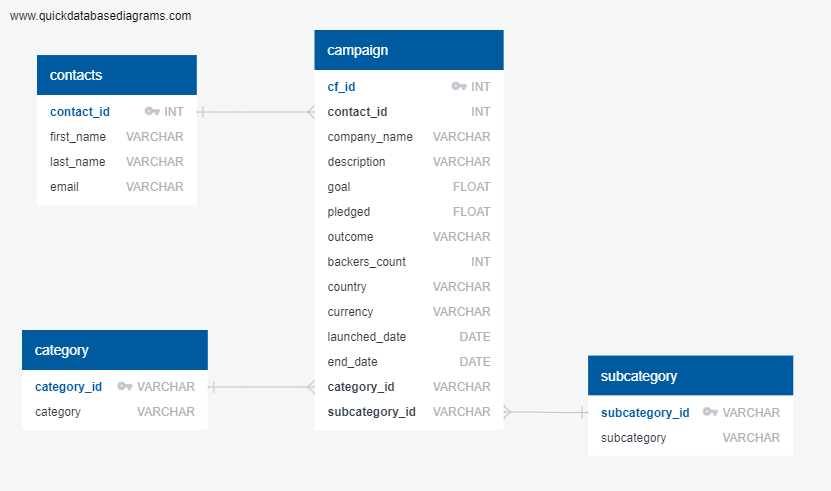 www.quickdatabasediagrams.com
contacts
contact_id INT
first_name VARCHAR
last_name VARCHAR
email VARCHAR
campaign
cf_id INT
contact_id INT
company_name VARCHAR
description VARCHAR
goal FLOAT
pledged FLOAT
outcome VARCHAR
backers_count INT
country VARCHAR
currency VARCHAR
launched_date DATE
end_date DATE
category_id VARCHAR
subcategory_id VARCHAR
category
category_id VARCHAR
category VARCHAR
subcategory
subcategory_id VARCHAR
subcategory VARCHAR